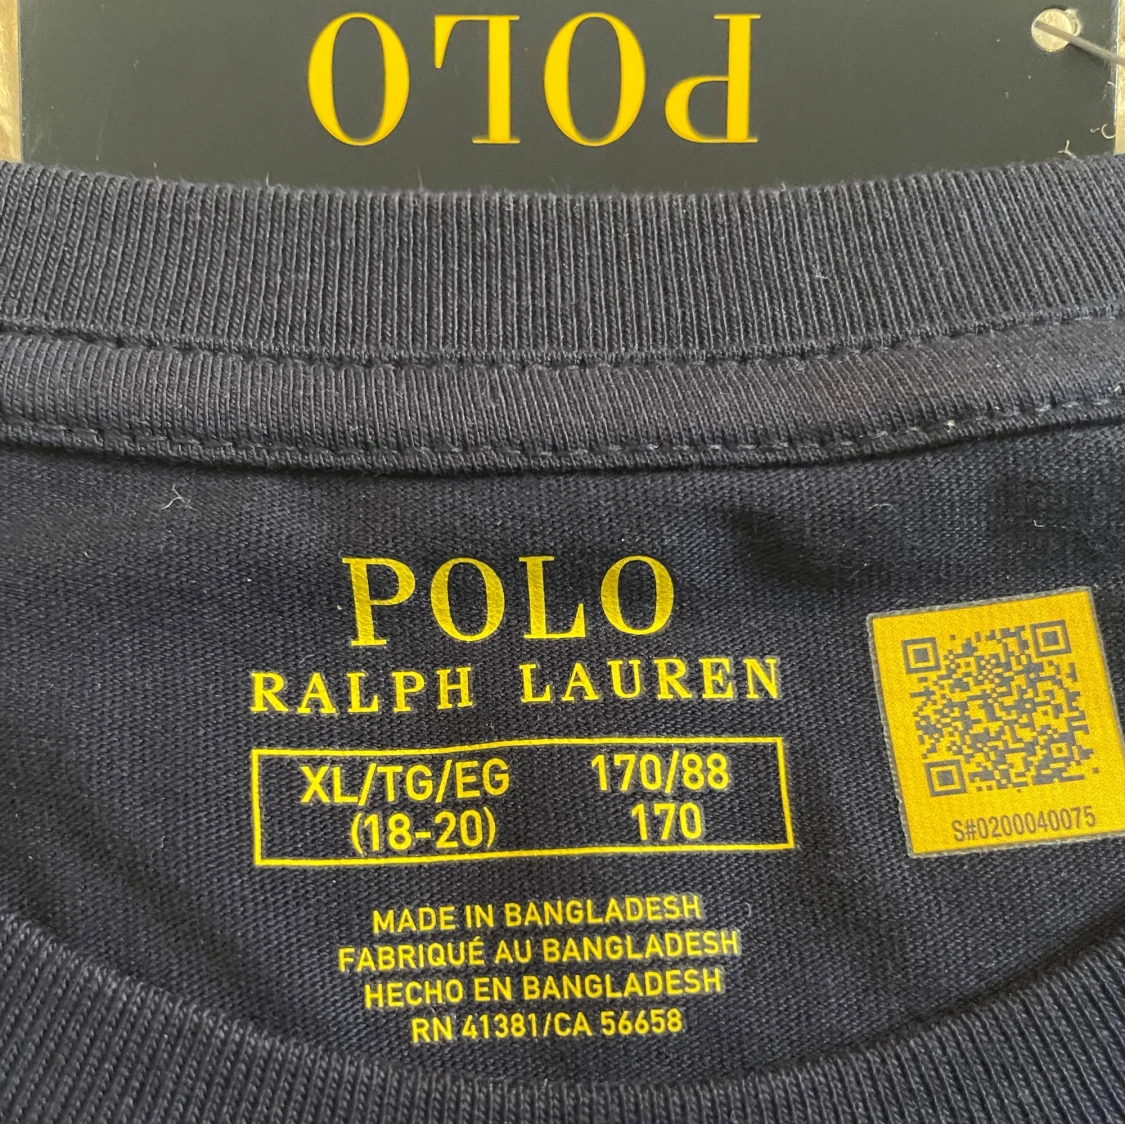 POLO
POLO
RALPH LAUREN
XL/TG/EG 170/88
(18-20) 170
S#0200040075
MADE IN BANGLADESH
FABRIQUÉ AU BANGLADESH
HECHO EN BANGLADESH
RN 41381/CA 56658